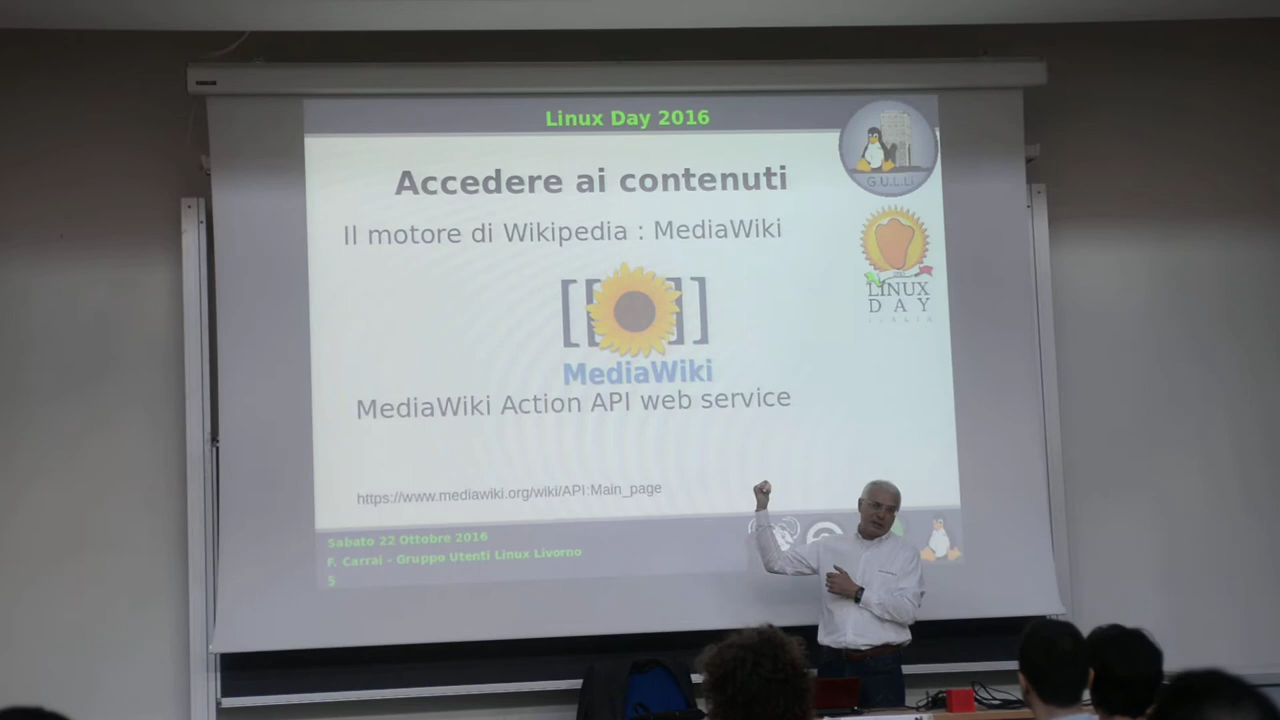 Linux Day 2016
G.U.L.Li
Accedere ai contenuti
Il motore di Wikipedia : MediaWiki
LINUX
DAY
[[ ]]
MediaWiki
MediaWiki Action API web service
https://www.mediawiki.org/wiki/API:Main_page
Sabato 22 Ottobre 2016
F. Carrai - Gruppo Utenti Linux Livorno
5